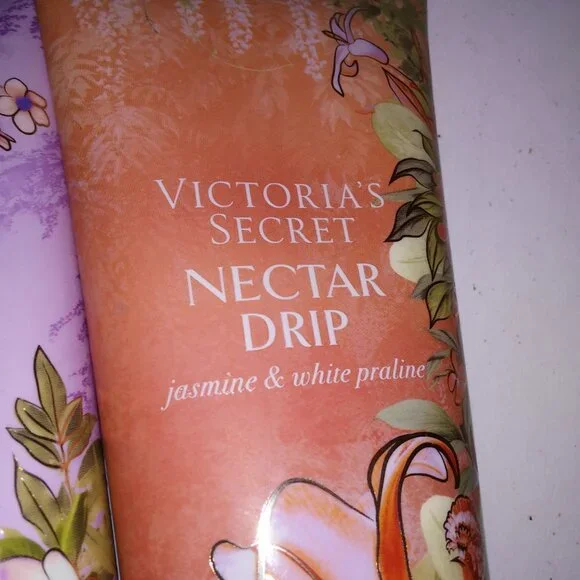 VICTORIA'S
SECRET
NECTAR
DRIP
jasmine & white praline